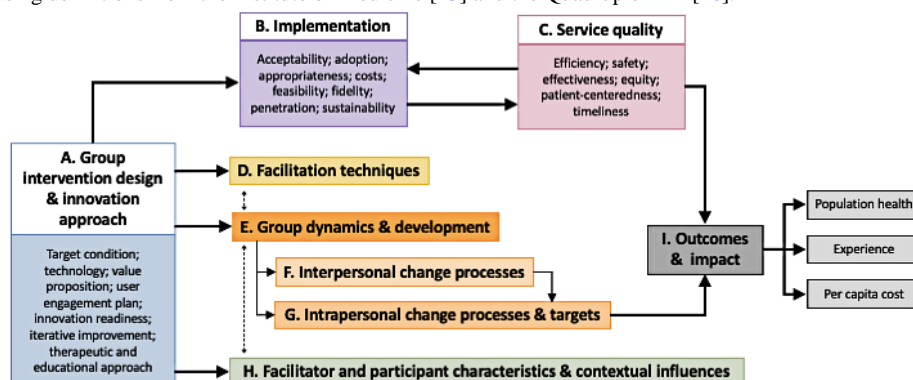 B. Implementation
Acceptability; adoption;
appropriateness; costs;
feasibility; fidelity;
penetration; sustainability
C. Service quality
Efficiency; safety;
effectiveness; equity;
patient-centeredness;
timeliness
A. Group
intervention design
& innovation
approach
Target condition;
technology; value
proposition; user
engagement plan;
innovation readiness;
iterative improvement;
therapeutic and
educational approach
D. Facilitation techniques
E. Group dynamics & development
F. Interpersonal change processes
G. Intrapersonal change processes & targets
H. Facilitator and participant characteristics & contextual influences
I. Outcomes
& impact
Population health
Experience
Per capita cost